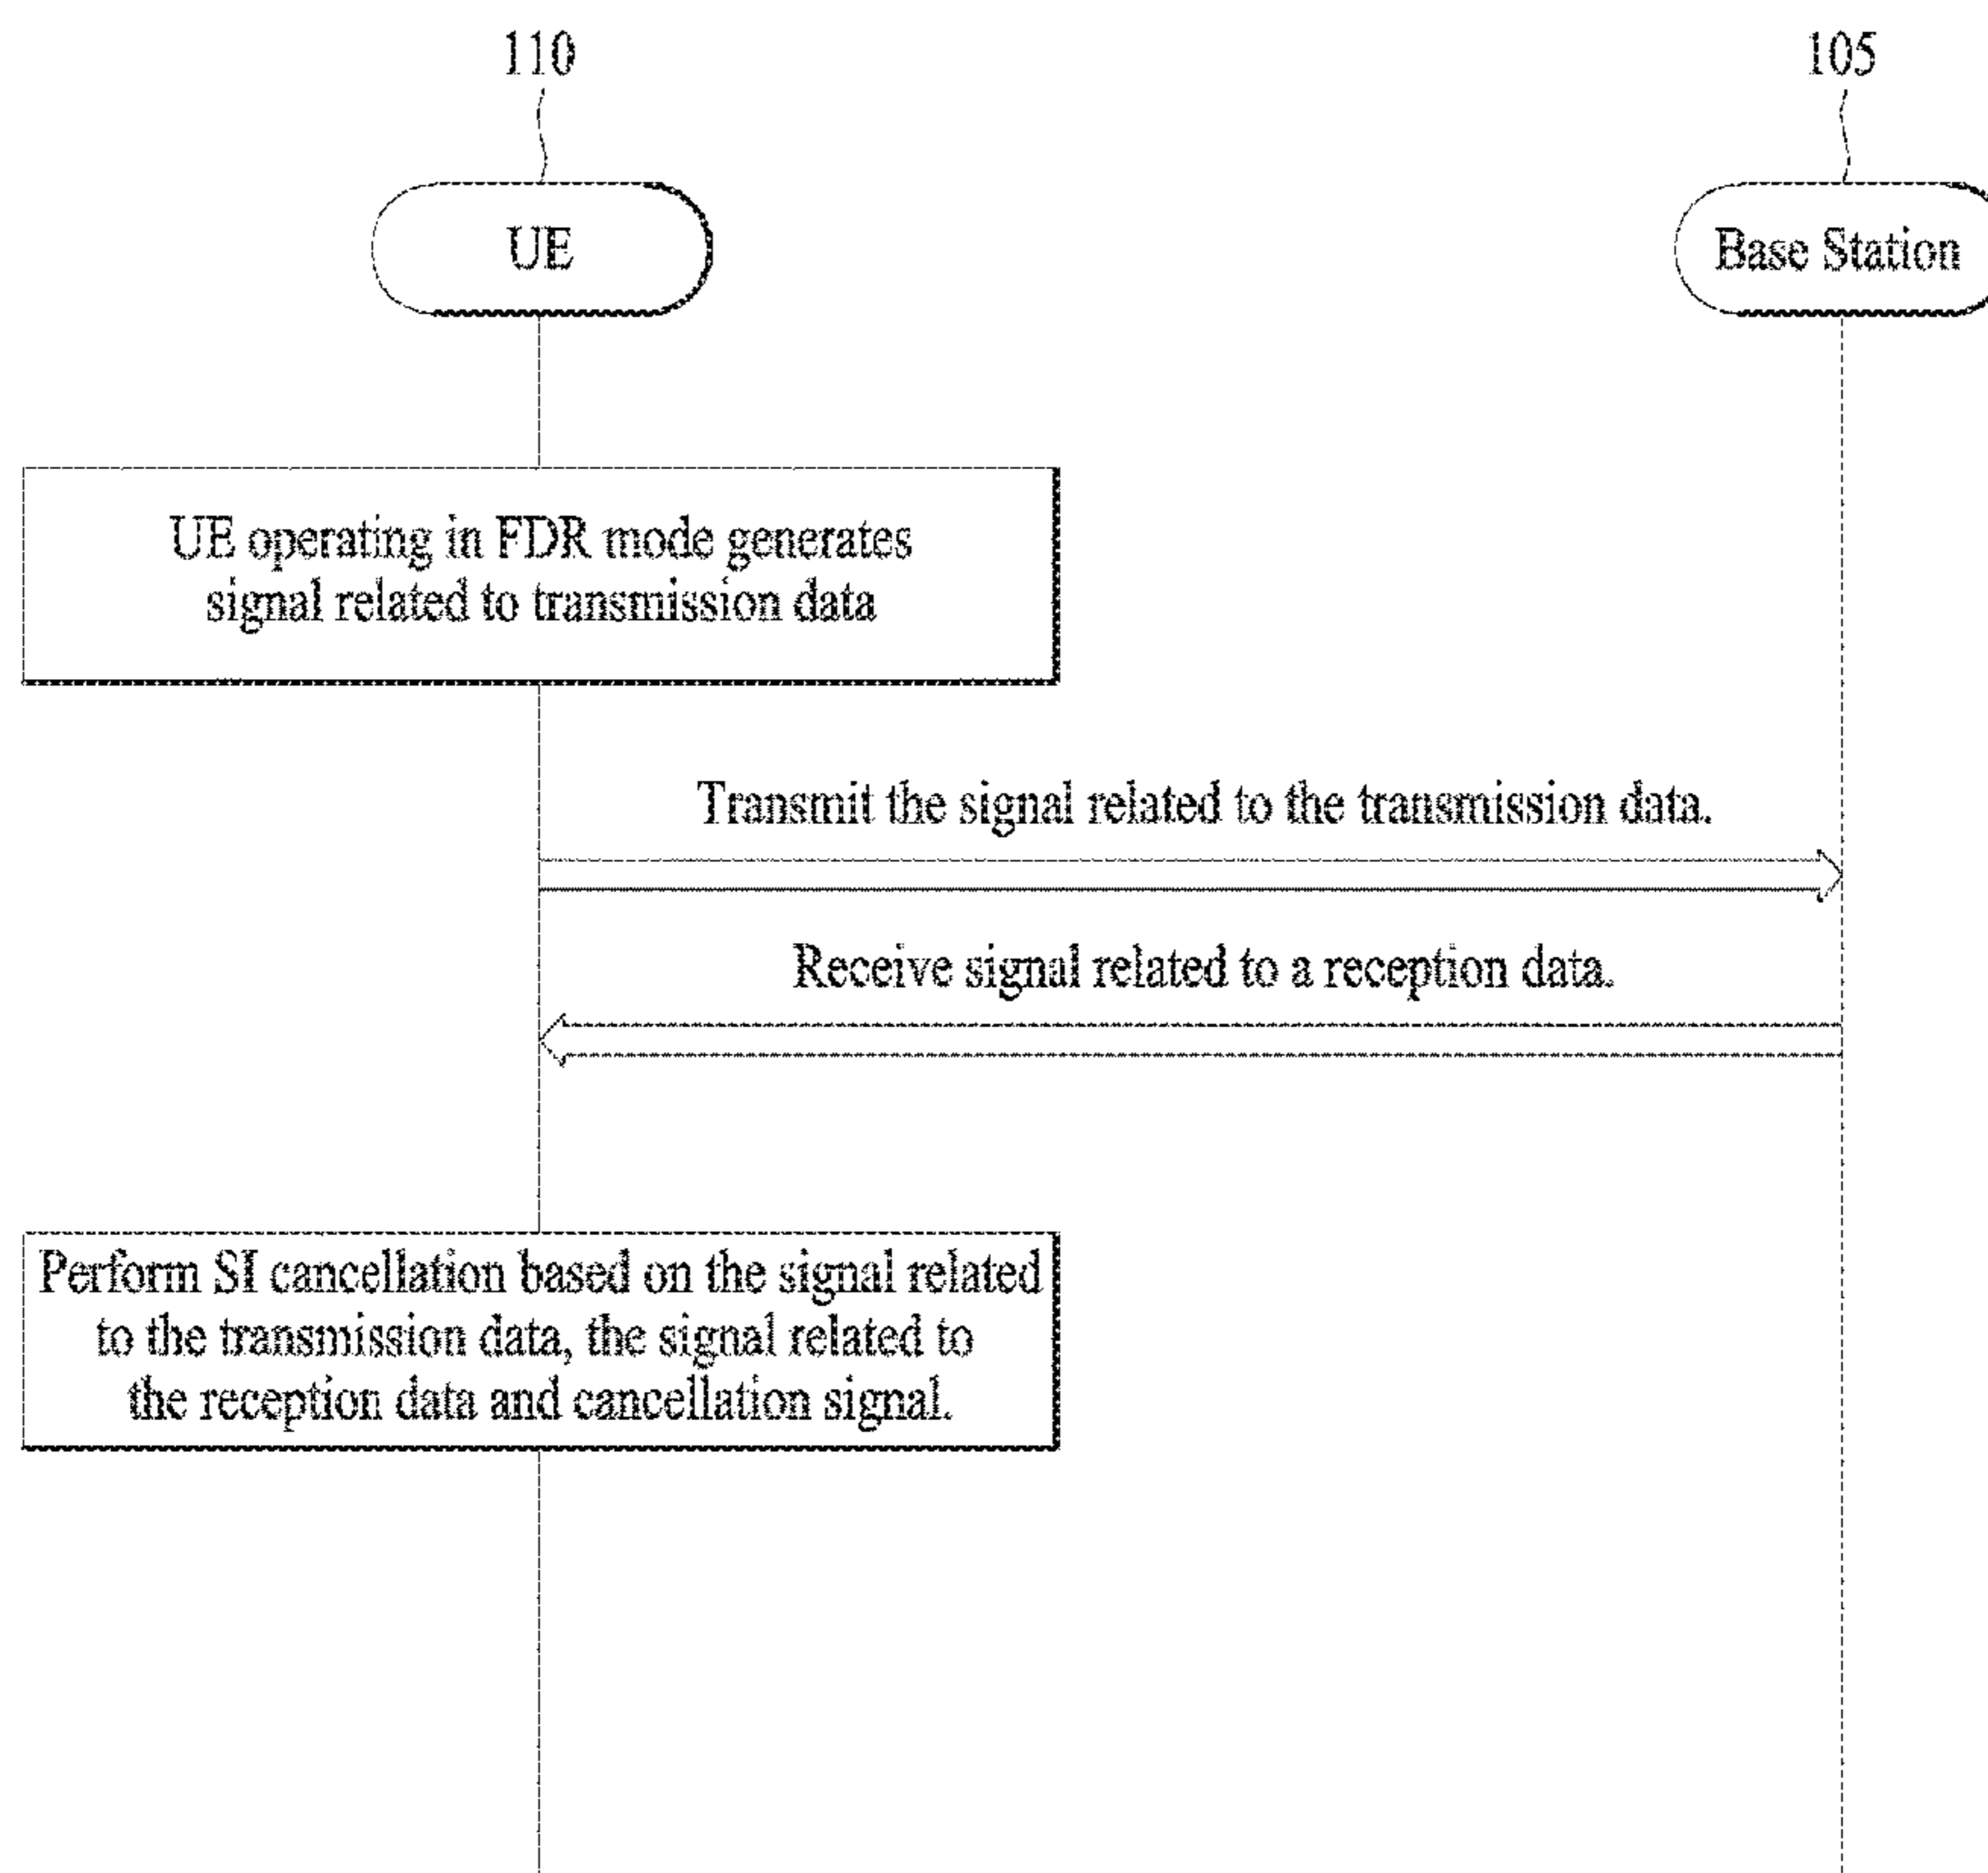 110
105
UE
Base Station
UE operating in FDR mode generates
signal related to transmission data
Transmit the signal related to the transmission data.
Receive signal related to a reception data.
Perform SI cancellation based on the signal related
to the transmission data, the signal related to
the reception data and cancellation signal.